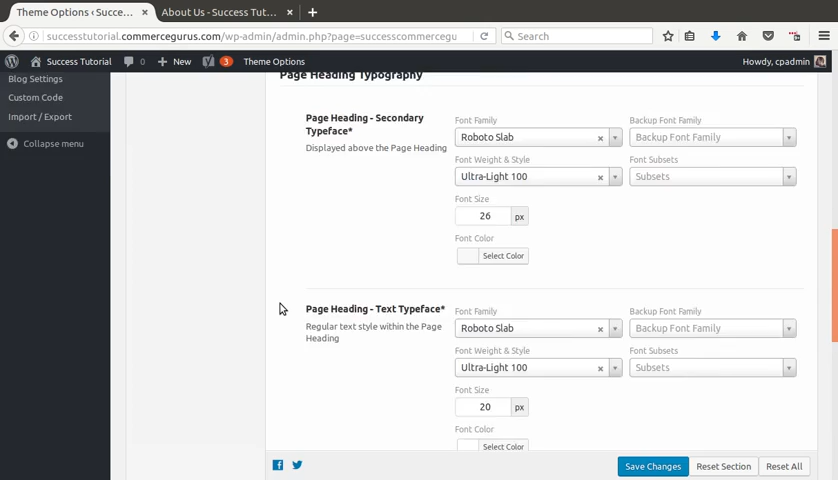 Theme Options ‹ Succe... ×
About Us - Success Tut... ×
successtutorial.commercegurus.com/wp-admin/admin.php?page=successcommercegu
Search
Success Tutorial
0
New
3
Theme Options
Howdy, cpadmin
Blog Settings
Custom Code
Import / Export
Collapse menu
Page Heading Typography
Page Heading - Secondary
Typeface*
Displayed above the Page Heading
Font Family
Backup Font Family
Roboto Slab
Backup Font Family
Font Weight & Style
Font Subsets
Ultra-Light 100
Subsets
Font Size
26 px
Font Color
Select Color
Page Heading - Text Typeface*
Regular text style within the Page
Heading
Font Family
Backup Font Family
Roboto Slab
Backup Font Family
Font Weight & Style
Font Subsets
Ultra-Light 100
Subsets
Font Size
20 px
Font Color
Select Color
Save Changes
Reset Section
Reset All